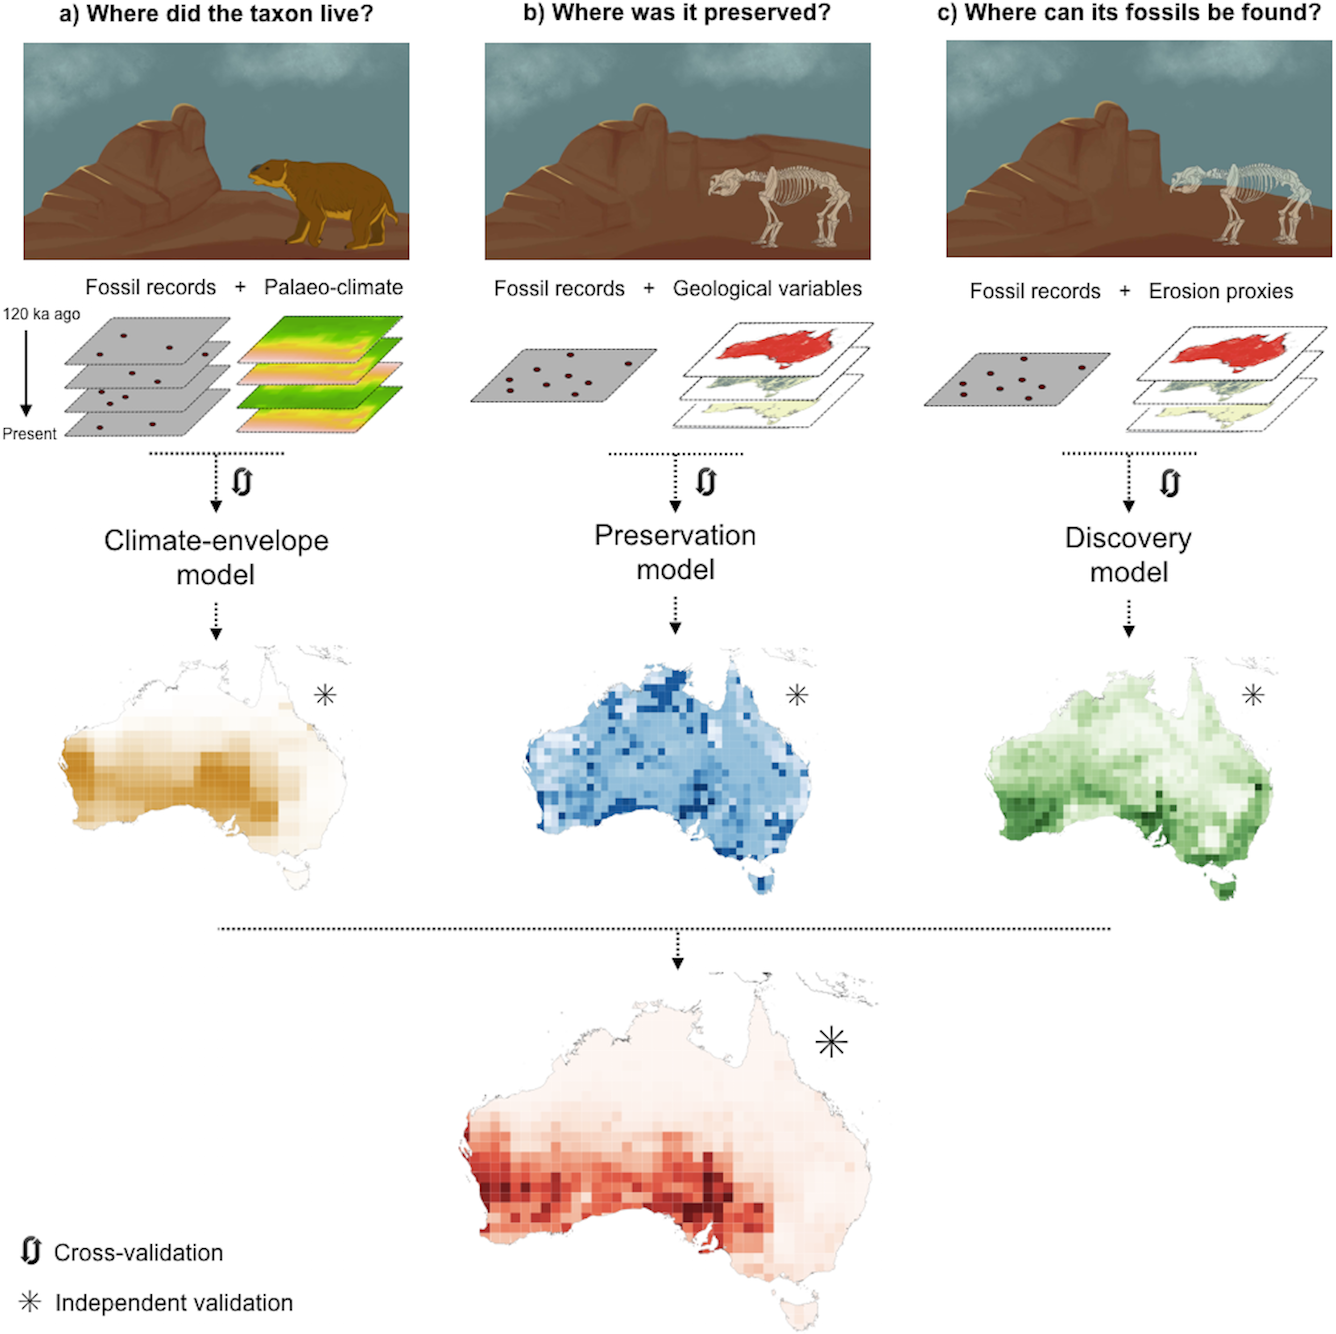 a) Where did the taxon live?
b) Where was it preserved?
c) Where can its fossils be found?
Fossil records + Palaeo-climate
Fossil records + Geological variables
Fossil records + Erosion proxies
120 ka ago
Present
Climate-envelope
model
Preservation
model
Discovery
model
Cross-validation
Independent validation